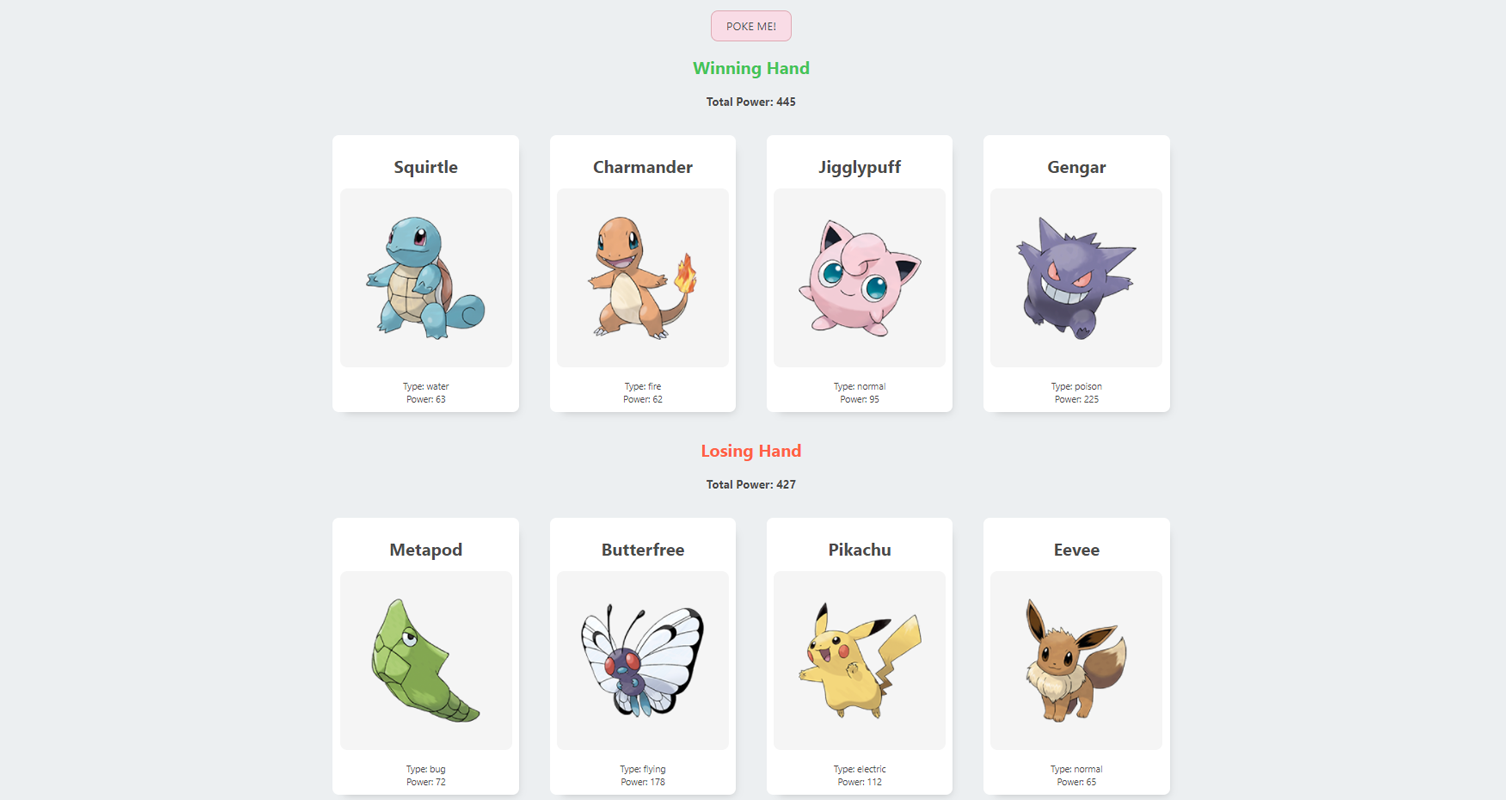 POKE ME!
Winning Hand
Total Power: 445
Squirtle
Charmander
Jigglypuff
Gengar
Type: water
Power: 63
Type: fire
Power: 62
Type: normal
Power: 95
Type: poison
Power: 225
Losing Hand
Total Power: 427
Metapod
Butterfree
Pikachu
Eevee
Type: bug
Power: 72
Type: flying
Power: 178
Type: electric
Power: 112
Type: normal
Power: 65